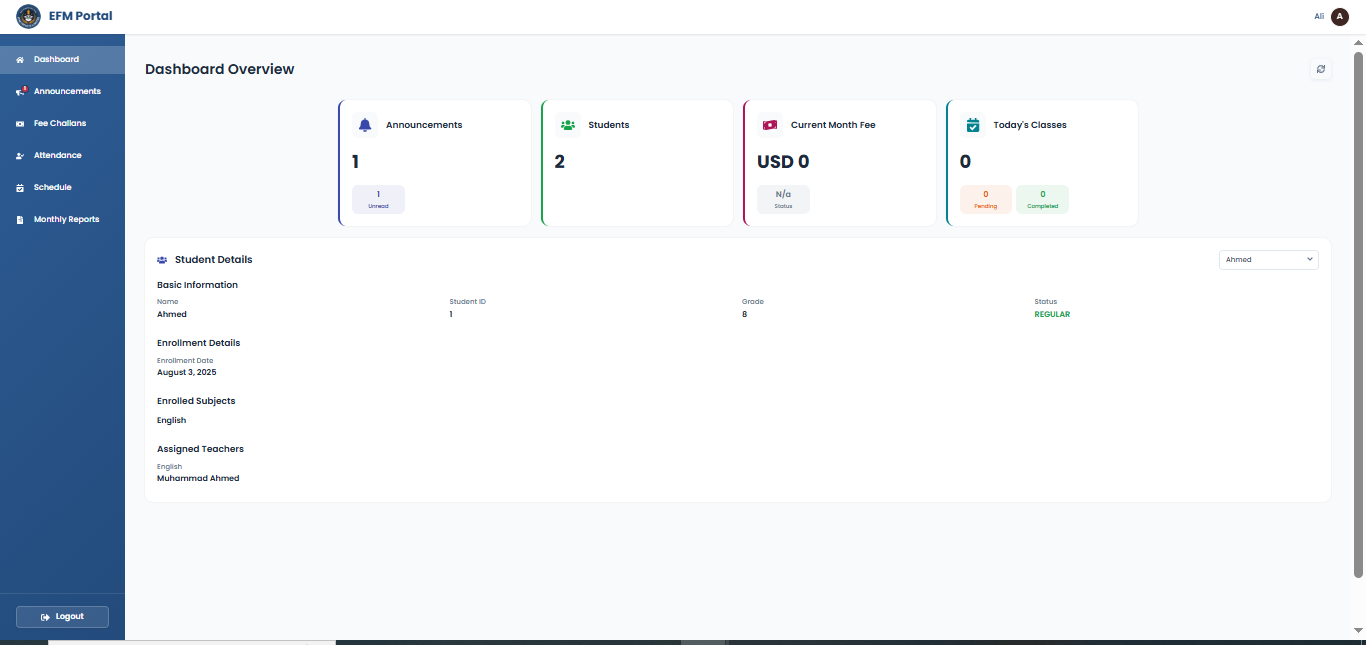 EFM Portal
Ali A
Dashboard
Announcements
Fee Challans
Attendance
Schedule
Monthly Reports
Logout
Dashboard Overview
Announcements
1
1
Unread
Students
2
Current Month Fee
USD 0
N/a
Status
Today's Classes
0
0
Pending
0
Completed
Student Details
Ahmed
Basic Information
Name Student ID Grade Status
Ahmed 1 8 REGULAR
Enrollment Details
Enrollment Date
August 3, 2025
Enrolled Subjects
English
Assigned Teachers
English
Muhammad Ahmed